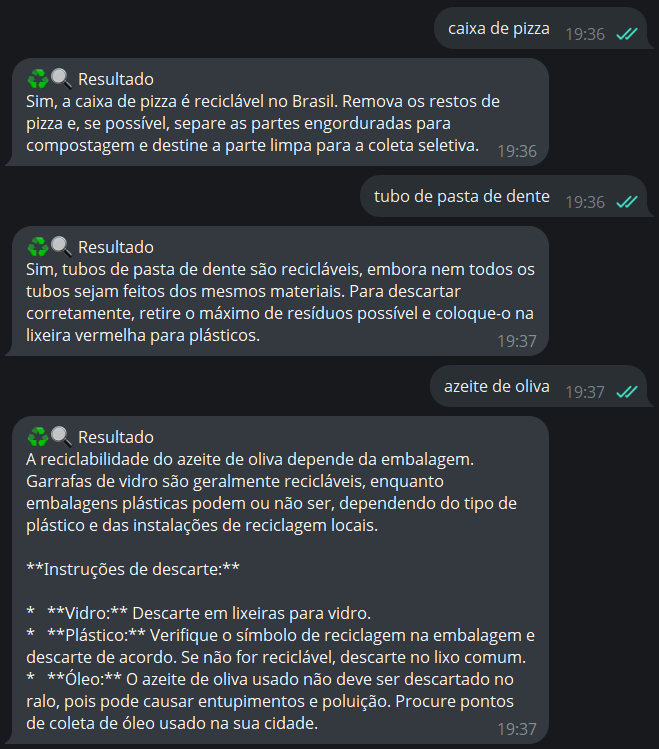 caixa de pizza 19:36
♻️🔍 Resultado
Sim, a caixa de pizza é reciclável no Brasil. Remova os restos de
pizza e, se possível, separe as partes engorduradas para
compostagem e destine a parte limpa para a coleta seletiva. 19:36
tubo de pasta de dente 19:36
♻️🔍 Resultado
Sim, tubos de pasta de dente são recicláveis, embora nem todos os
tubos sejam feitos dos mesmos materiais. Para descartar
corretamente, retire o máximo de resíduos possível e coloque-o na
lixeira vermelha para plásticos. 19:37
azeite de oliva 19:37
♻️🔍 Resultado
A reciclabilidade do azeite de oliva depende da embalagem.
Garrafas de vidro são geralmente recicláveis, enquanto
embalagens plásticas podem ou não ser, dependendo do tipo de
plástico e das instalações de reciclagem locais.
**Instruções de descarte:**
* **Vidro:** Descarte em lixeiras para vidro.
* **Plástico:** Verifique o símbolo de reciclagem na embalagem e
descarte de acordo. Se não for reciclável, descarte no lixo comum.
* **Óleo:** O azeite de oliva usado não deve ser descartado no
ralo, pois pode causar entupimentos e poluição. Procure pontos
de coleta de óleo usado na sua cidade. 19:37